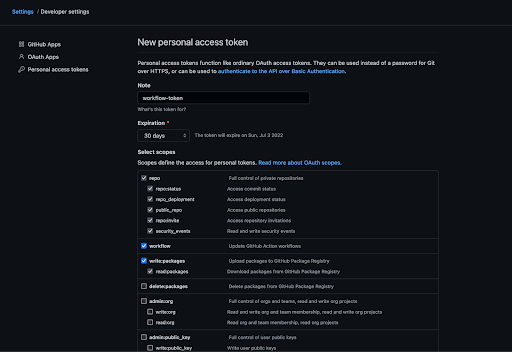 Settings / Developer settings
GitHub Apps
OAuth Apps
Personal access tokens
New personal access token
Personal access tokens function like ordinary OAuth access tokens. They can be used instead of a password for Git
over HTTPS, or can be used to authenticate to the API over Basic Authentication.
Note
workflow-token
What's this token for?
Expiration *
30 days The token will expire on Sun, Jul 3 2022
Select scopes
Scopes define the access for personal tokens. Read more about OAuth scopes.
repo Full control of private repositories
repo:status Access commit status
repo_deployment Access deployment status
public_repo Access public repositories
repo:invite Access repository invitations
security_events Read and write security events
workflow Update GitHub Action workflows
write:packages Upload packages to GitHub Package Registry
read:packages Download packages from GitHub Package Registry
delete:packages Delete packages from GitHub Package Registry
admin:org Full control of orgs and teams, read and write org projects
write:org Read and write org and team membership, read and write org projects
read:org Read org and team membership, read org projects
admin:public_key Full control of user public keys
write:public_key Write user public keys